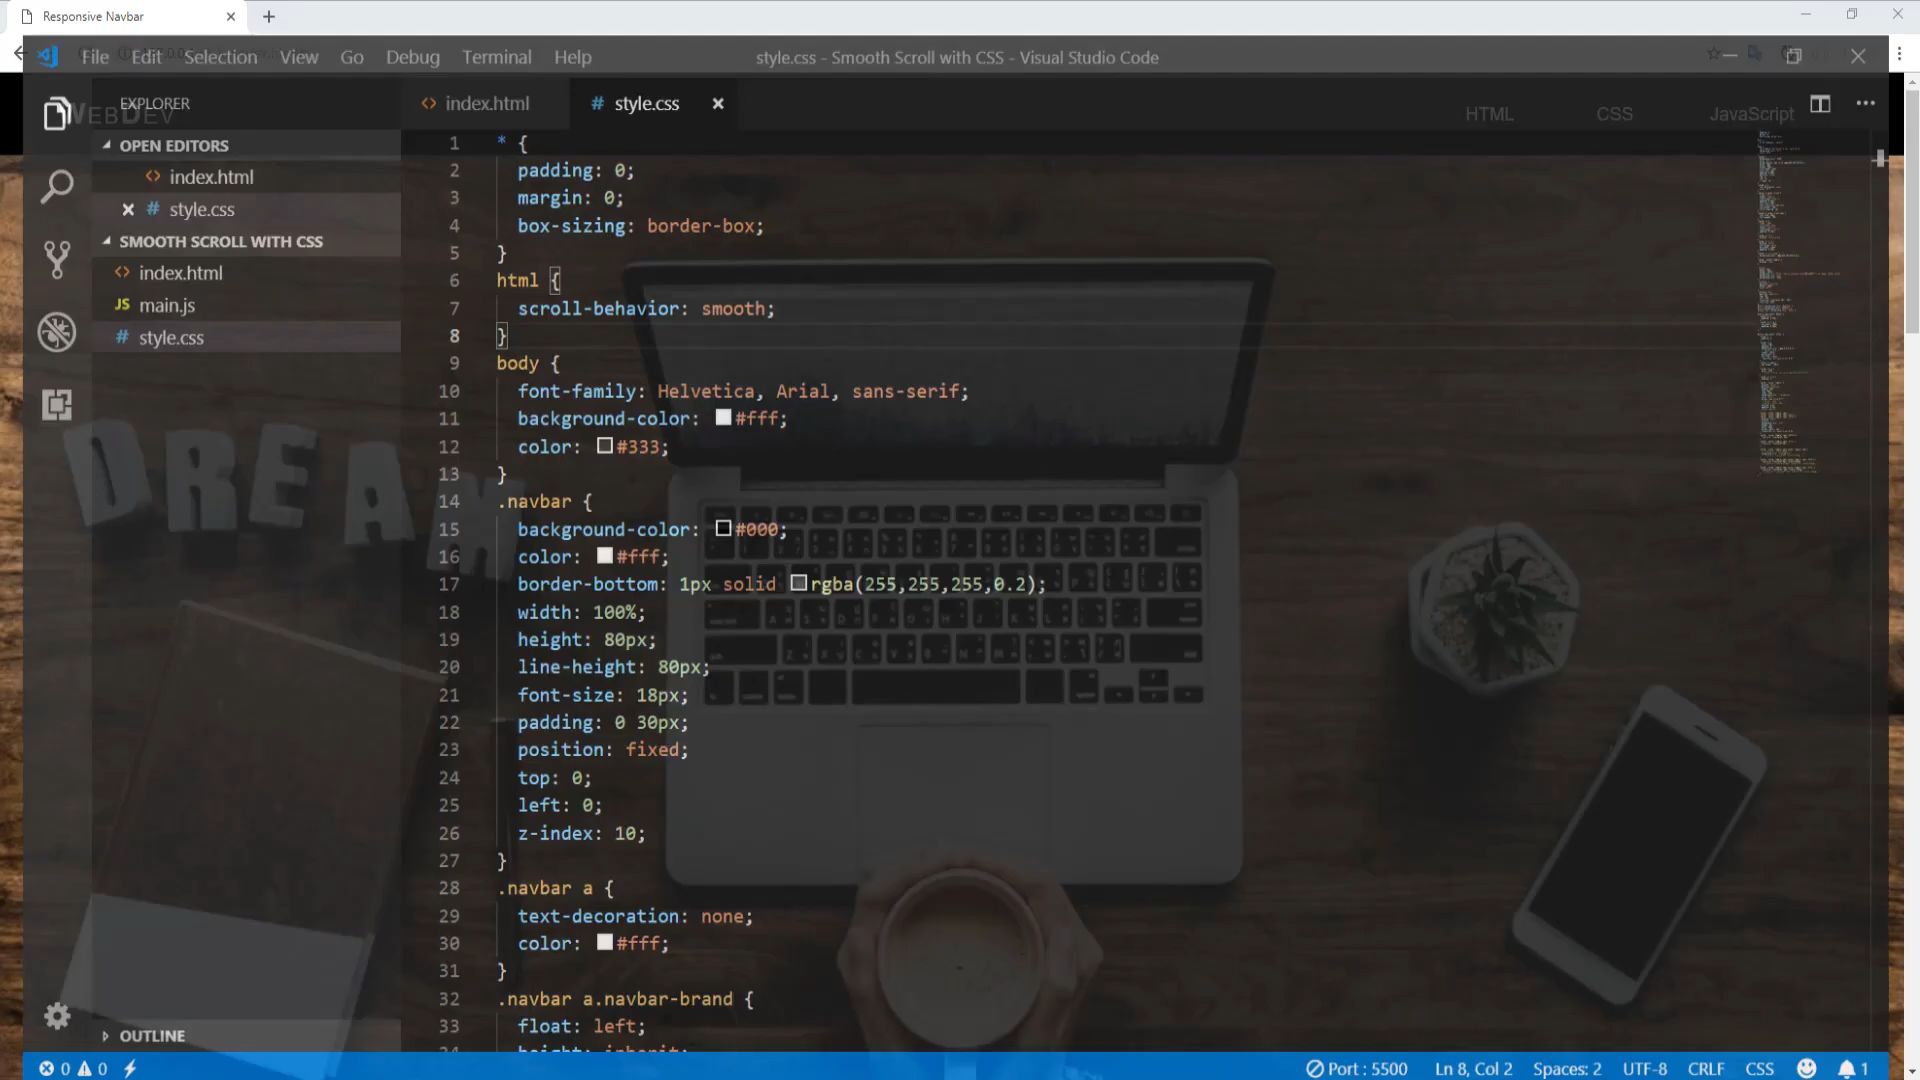 Responsive Navbar
File Edit Selection View Go Debug Terminal Help
style.css - Smooth Scroll with CSS - Visual Studio Code
EXPLORER
WEBDEV
index.html
style.css
HTML CSS JavaScript
OPEN EDITORS
index.html
style.css
SMOOTH SCROLL WITH CSS
index.html
JS main.js
# style.css
DREAM
1 * {
2 padding: 0;
3 margin: 0;
4 box-sizing: border-box;
5 }
6 html {
7 scroll-behavior: smooth;
8 }
9 body {
10 font-family: Helvetica, Arial, sans-serif;
11 background-color: #fff;
12 color: #333;
13 }
14 .navbar {
15 background-color: #000;
16 color: #fff;
17 border-bottom: 1px solid rgba(255,255,255,0.2);
18 width: 100%;
19 height: 80px;
20 line-height: 80px;
21 font-size: 18px;
22 padding: 0 30px;
23 position: fixed;
24 top: 0;
25 left: 0;
26 z-index: 10;
27 }
28 .navbar a {
29 text-decoration: none;
30 color: #fff;
31 }
32 .navbar a.navbar-brand {
33 float: left;
34 height: inherit;
OUTLINE
0 0
Port : 5500 Ln 8, Col 2 Spaces: 2 UTF-8 CRLF CSS 1